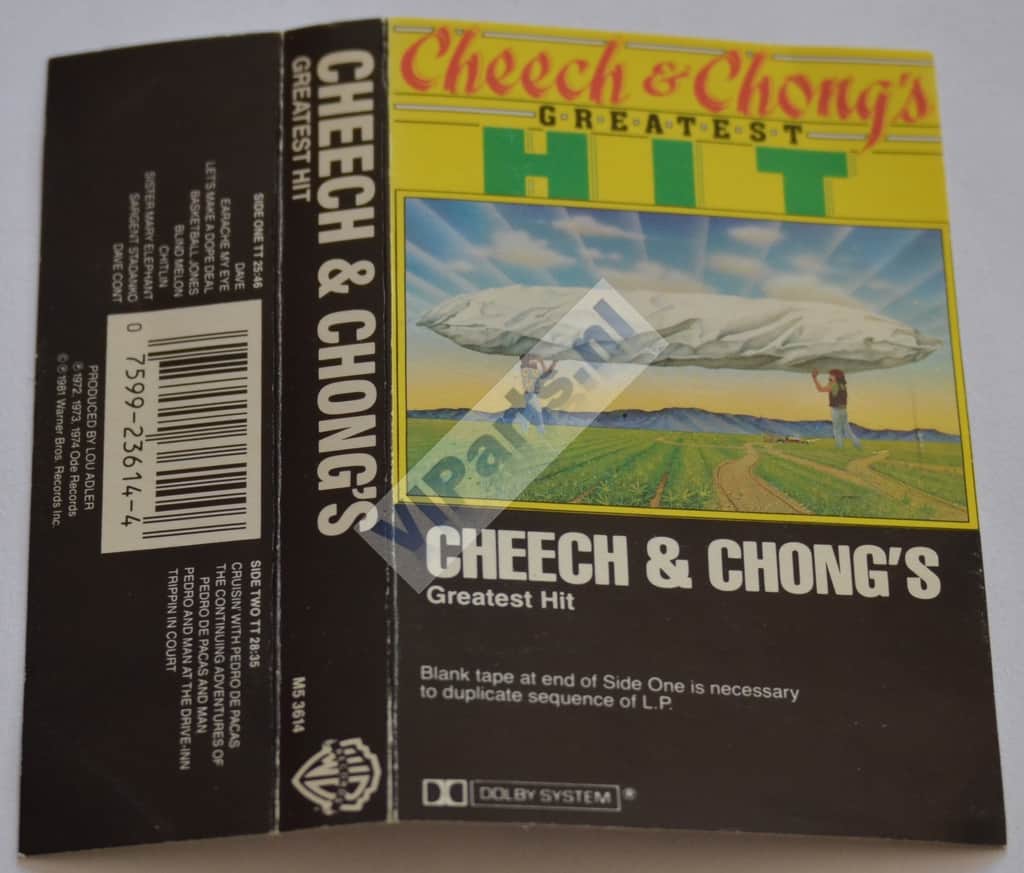 Cheech & Chong's
G·R·E·A·T·E·S·T
HIT
CHEECH & CHONG'S
Greatest Hit
Blank tape at end of Side One is necessary
to duplicate sequence of L.P.
DOLBY SYSTEM ®
CHEECH & CHONG'S
GREATEST HIT
M5 3614
WB
RECORDS
SIDE ONE TT 25:46
DAVE
EARACHE MY EYE
LET'S MAKE A DOPE DEAL
BASKETBALL JONES
BLIND MELON
CHITLIN
SISTER MARY ELEPHANT
SARGENT STADANKO
DAVE CONT
0 7599-23614-4
SIDE TWO TT 28:35
CRUISIN' WITH PEDRO DE PACAS
THE CONTINUING ADVENTURES OF
PEDRO DE PACAS AND MAN
PEDRO AND MAN AT THE DRIVE-INN
TRIPPIN IN COURT
PRODUCED BY LOU ADLER
℗ 1972, 1973, 1974 Ode Records
© ℗ 1981 Warner Bros. Records Inc.
VIParts.nl